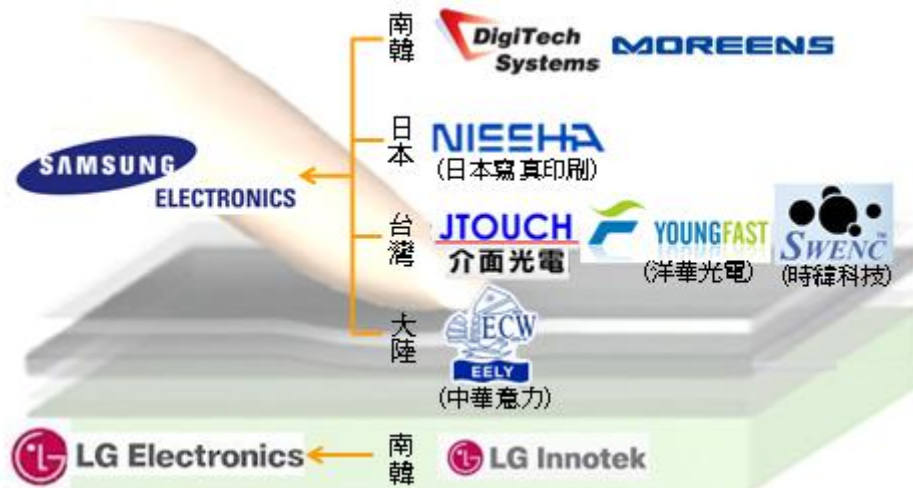 南韓
DigiTech Systems
MOREENS
SAMSUNG
ELECTRONICS
日本
NISSHA
(日本寫真印刷)
台灣
JTOUCH
介面光電
YOUNGFAST
(洋華光電)
SWENC™
(時緯科技)
大陸
ECW
EELY
(中華意力)
LG Electronics
南韓
LG Innotek